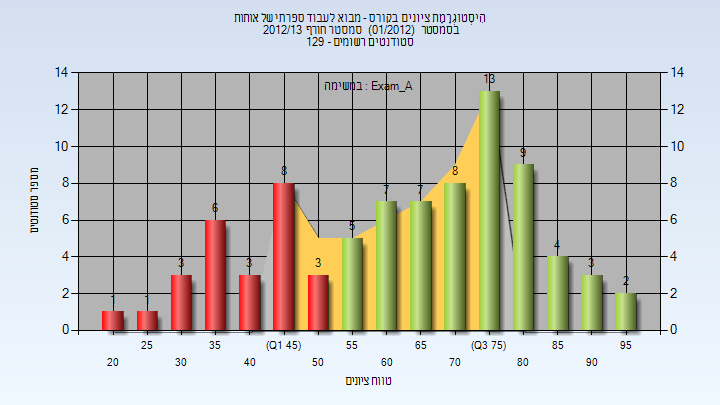 היסטוגרמת ציונים בקורס - מבוא לעבוד ספרתי של אותות
בסמסטר (01/2012) סמסטר חורף 2012/13
סטודנטים רשומים - 129
במשימה : Exam_A
מספר סטודנטים
14 14
12 12
10 10
8 8
6 6
4 4
2 2
0 0
1 1 3 6 3 8 3 5 7 7 8 13 9 4 3 2
25 35 (Q1 45) 55 65 (Q3 75) 85 95
20 30 40 50 60 70 80 90
טווח ציונים